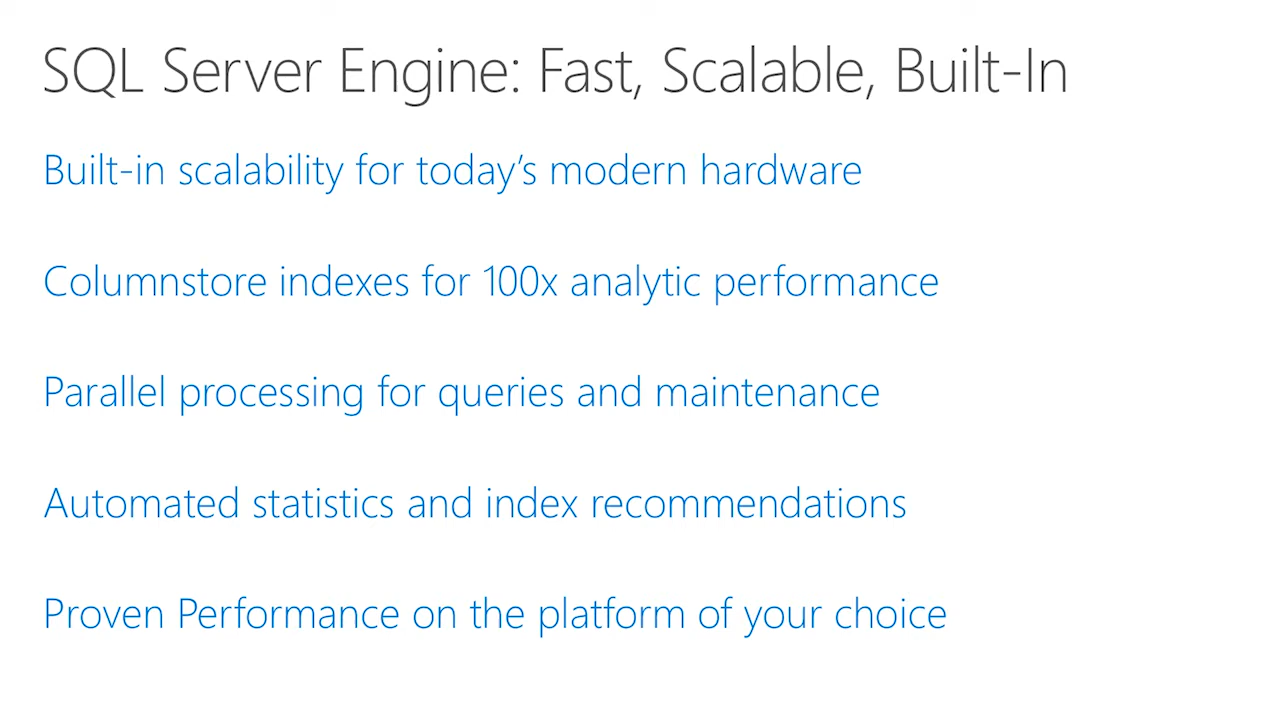 SQL Server Engine: Fast, Scalable, Built-In
Built-in scalability for today’s modern hardware
Columnstore indexes for 100x analytic performance
Parallel processing for queries and maintenance
Automated statistics and index recommendations
Proven Performance on the platform of your choice